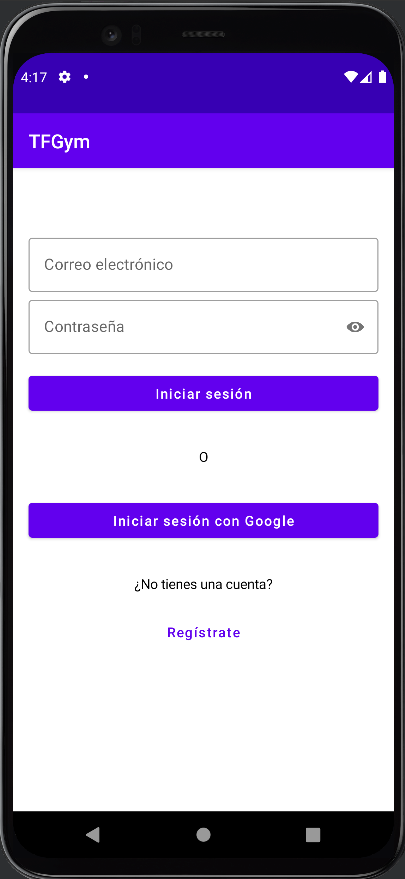 4:17
TFGym
Correo electrónico
Contraseña
Iniciar sesión
O
Iniciar sesión con Google
¿No tienes una cuenta?
Regístrate